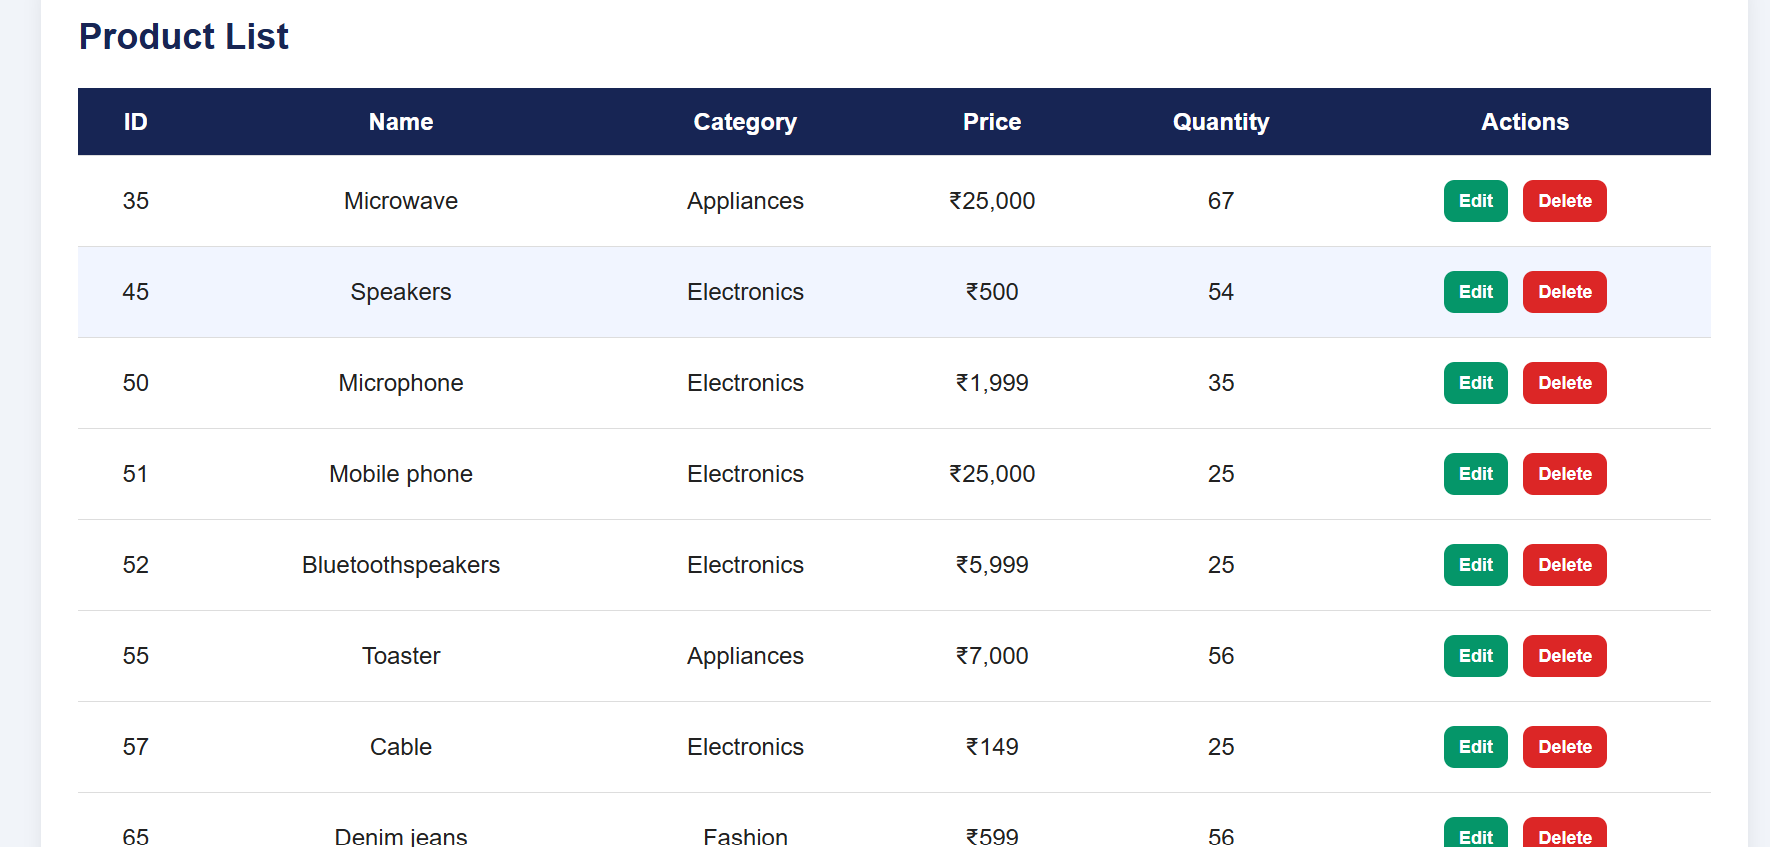 Product List
ID Name Category Price Quantity Actions
35 Microwave Appliances ₹25,000 67 Edit Delete
45 Speakers Electronics ₹500 54 Edit Delete
50 Microphone Electronics ₹1,999 35 Edit Delete
51 Mobile phone Electronics ₹25,000 25 Edit Delete
52 Bluetoothspeakers Electronics ₹5,999 25 Edit Delete
55 Toaster Appliances ₹7,000 56 Edit Delete
57 Cable Electronics ₹149 25 Edit Delete
65 Denim jeans Fashion ₹599 56 Edit Delete